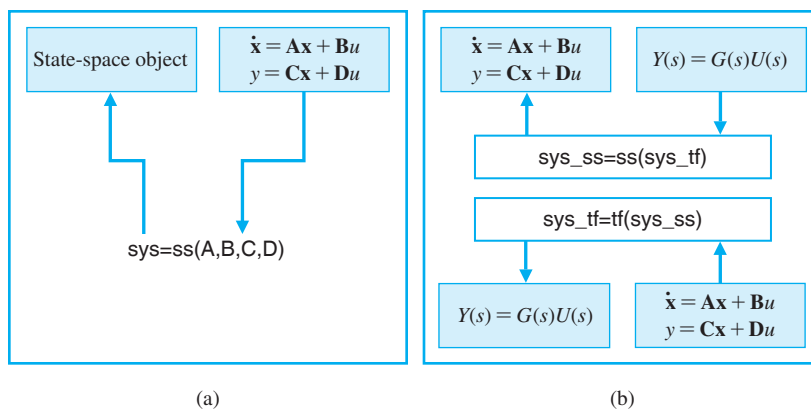 State-space object
ẋ = Ax + Bu
y = Cx + Du
sys=ss(A,B,C,D)
(a)
ẋ = Ax + Bu
y = Cx + Du
Y(s) = G(s)U(s)
sys_ss=ss(sys_tf)
sys_tf=tf(sys_ss)
Y(s) = G(s)U(s)
ẋ = Ax + Bu
y = Cx + Du
(b)